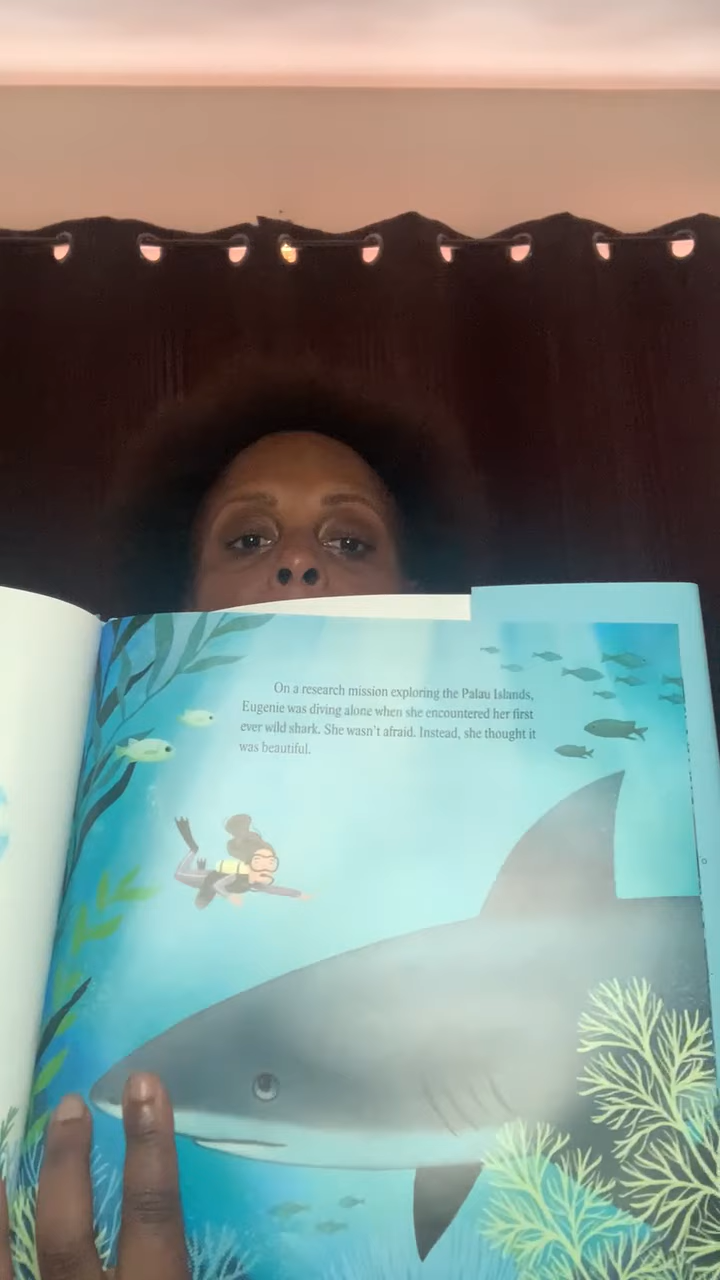 On a research mission exploring the Palau Islands,
Eugenie was diving alone when she encountered her first
ever wild shark. She wasn't afraid. Instead, she thought it
was beautiful.